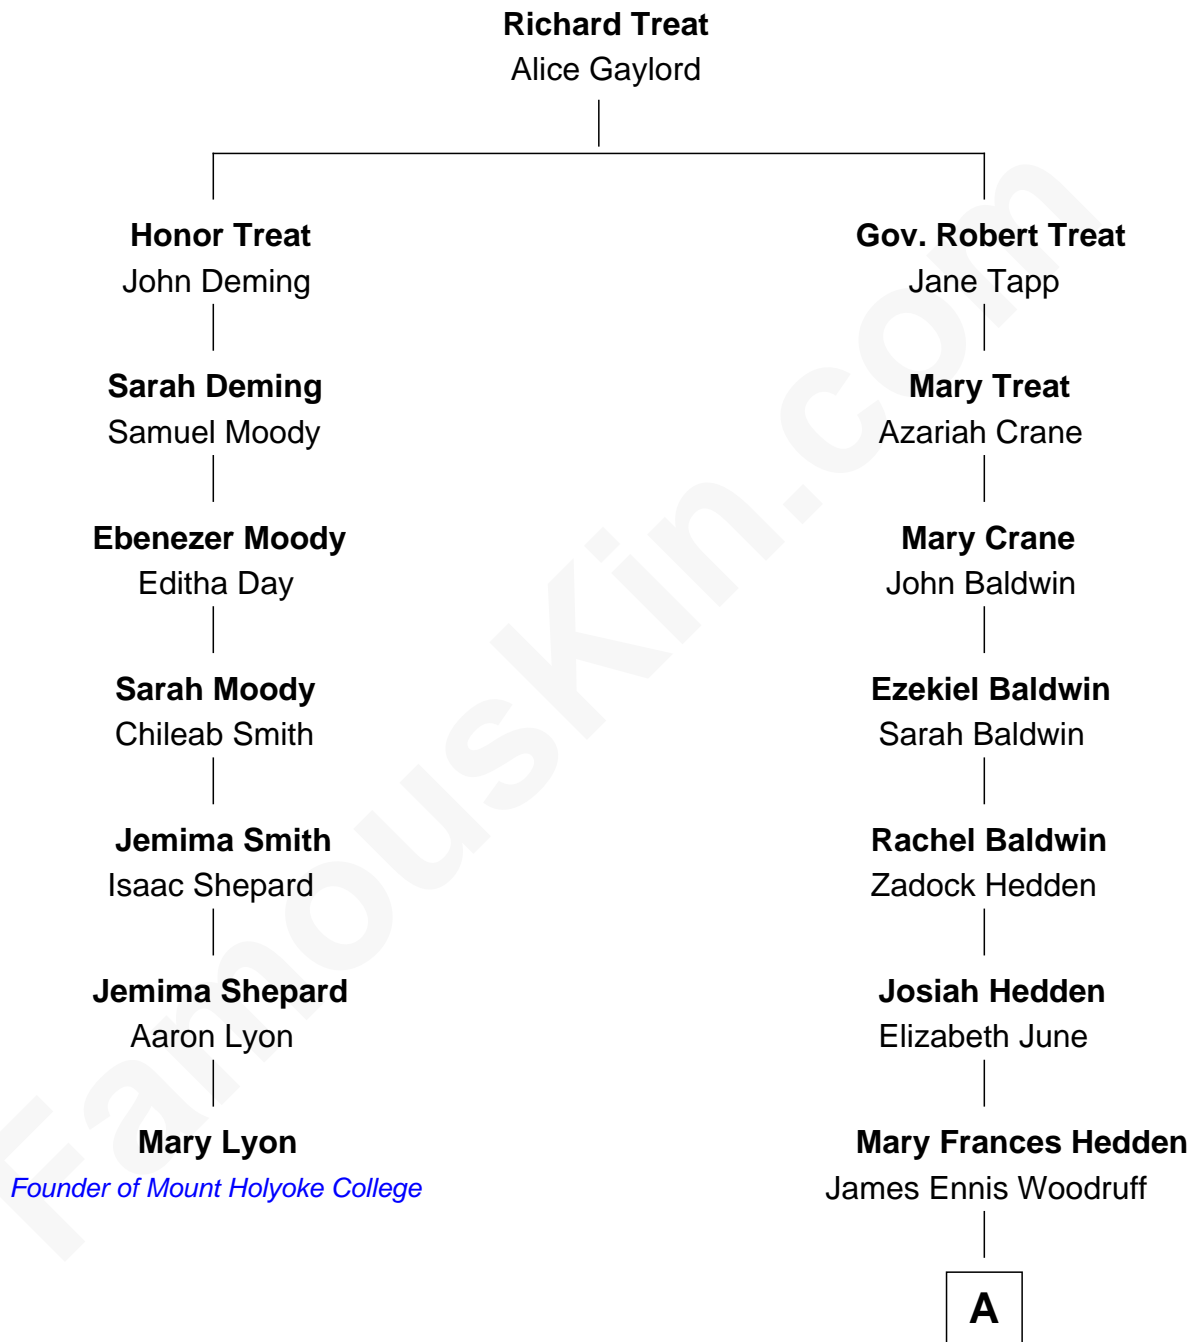 Richard Treat
Alice Gaylord
Honor Treat
John Deming
Sarah Deming
Samuel Moody
Ebenezer Moody
Editha Day
Sarah Moody
Chileab Smith
Jemima Smith
Isaac Shepard
Jemima Shepard
Aaron Lyon
Mary Lyon
Founder of Mount Holyoke College
Gov. Robert Treat
Jane Tapp
Mary Treat
Azariah Crane
Mary Crane
John Baldwin
Ezekiel Baldwin
Sarah Baldwin
Rachel Baldwin
Zadock Hedden
Josiah Hedden
Elizabeth June
Mary Frances Hedden
James Ennis Woodruff
A
FamousKin.com